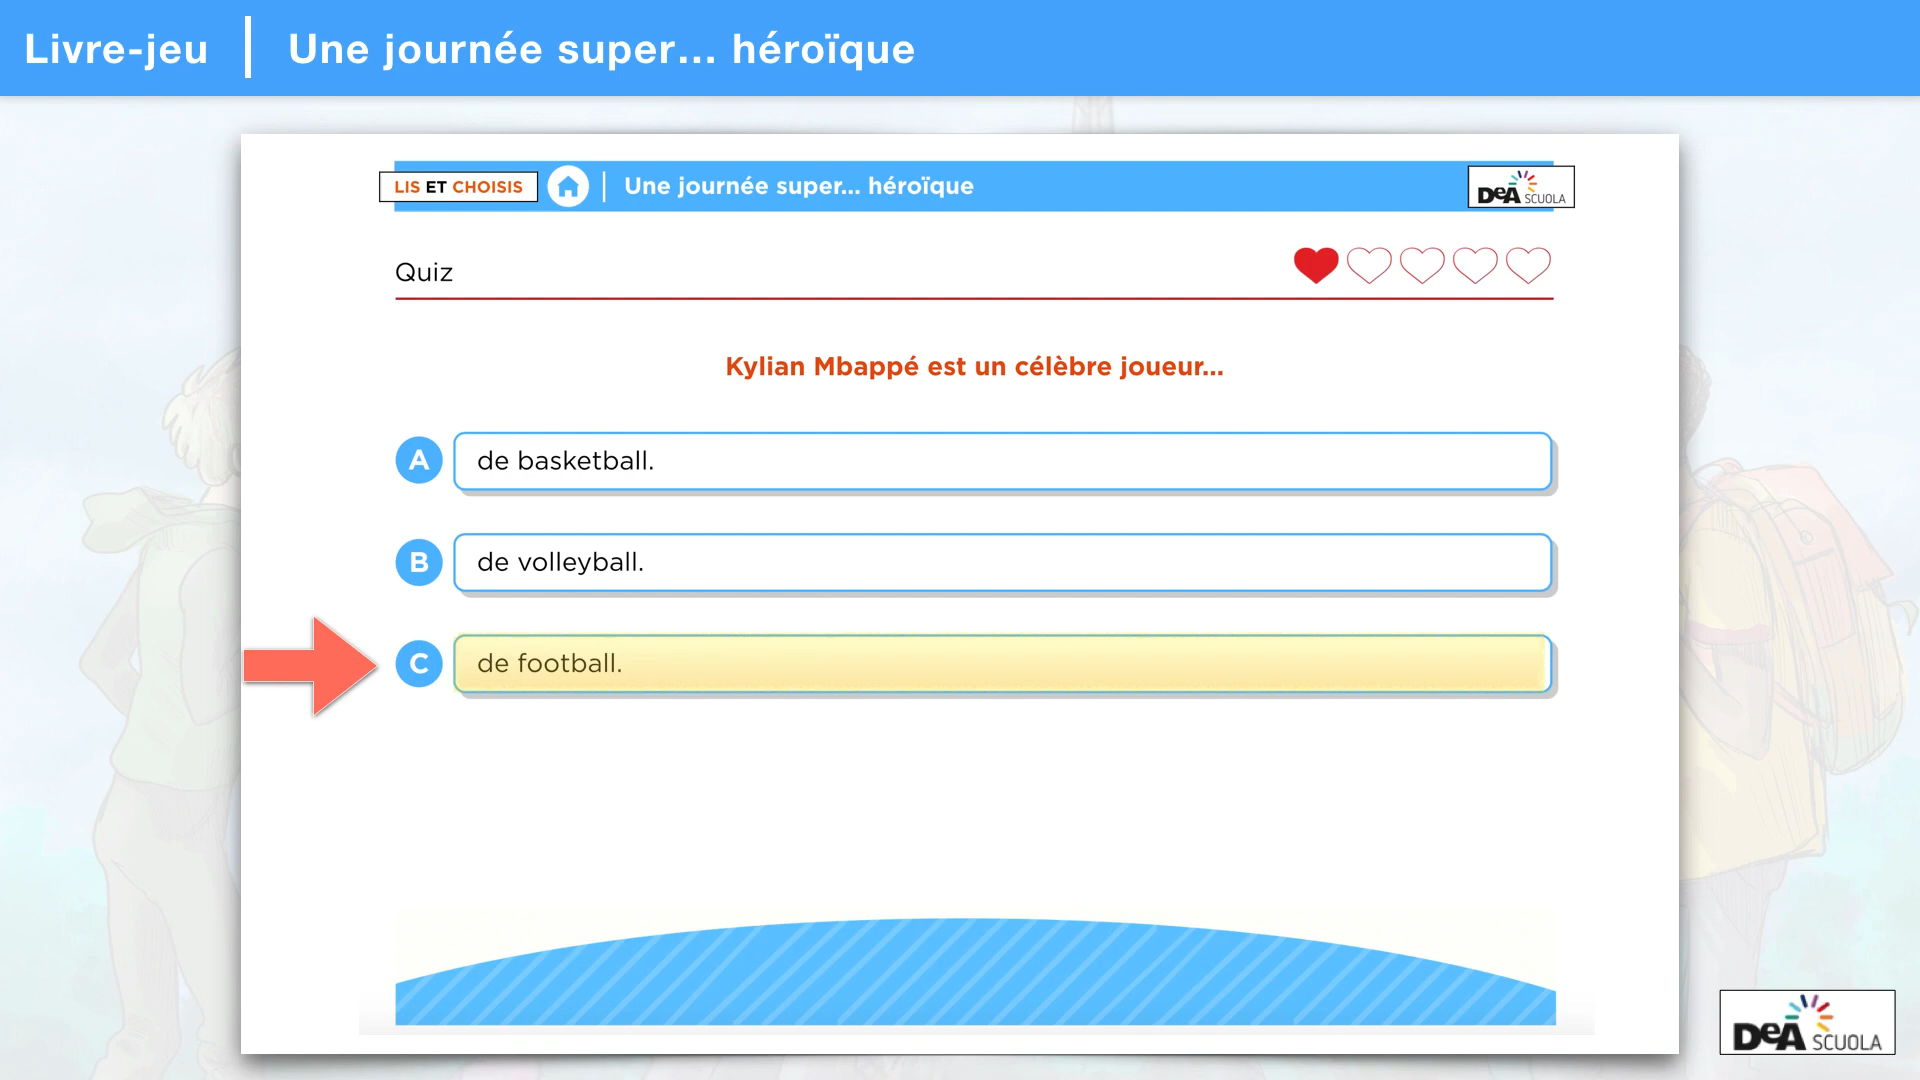 Livre-jeu | Une journée super... héroïque
LIS ET CHOISIS | Une journée super... héroïque
DeA SCUOLA
Quiz
Kylian Mbappé est un célèbre joueur...
A de basketball.
B de volleyball.
C de football.
DeA SCUOLA